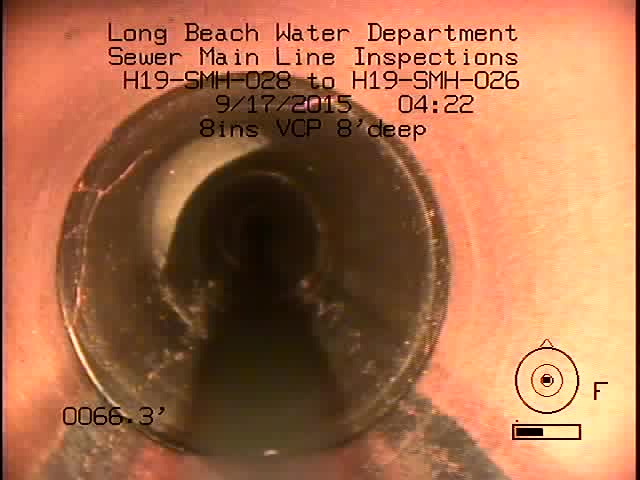 Long Beach Water Department
Sewer Main Line Inspections
H19-SMH-028 to H19-SMH-026
9/17/2015 04:22
8ins VCP 8'deep
F
0066.3'